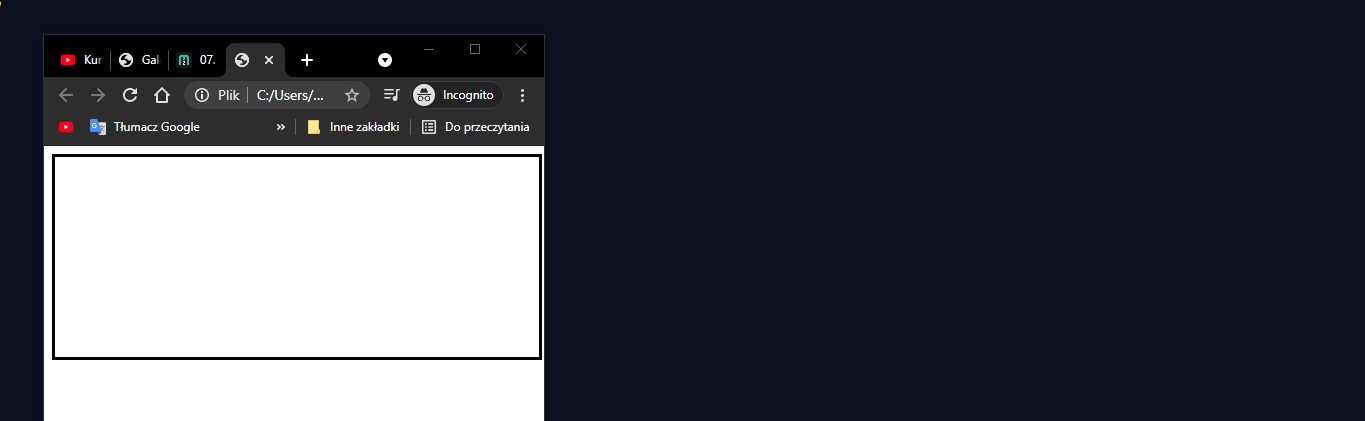 Kur Gal 07.
Plik C:/Users/... Incognito
Tłumacz Google » Inne zakładki Do przeczytania